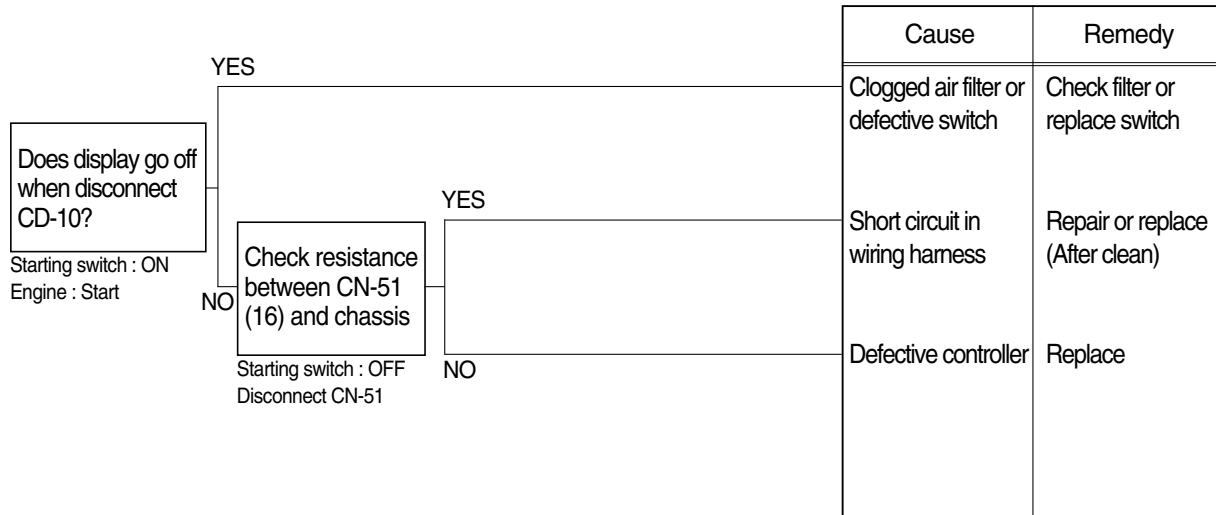 Cause
Remedy
YES
Clogged air filter or
defective switch
Check filter or
replace switch
Does display go off
when disconnect
CD-10?
Starting switch : ON
Engine : Start
NO
YES
Check resistance
between CN-51
(16) and chassis
Starting switch : OFF
Disconnect CN-51
Short circuit in
wiring harness
Repair or replace
(After clean)
NO
Defective controller
Replace